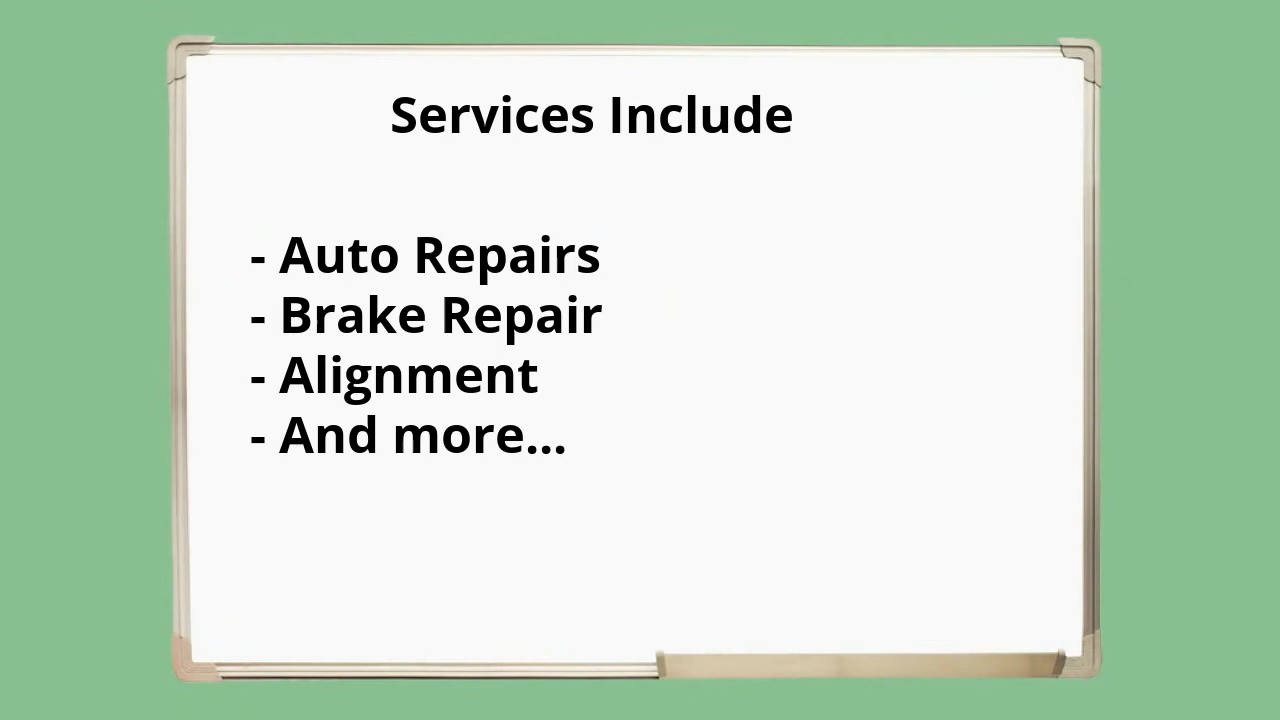 Services Include
- Auto Repairs
- Brake Repair
- Alignment
- And more...